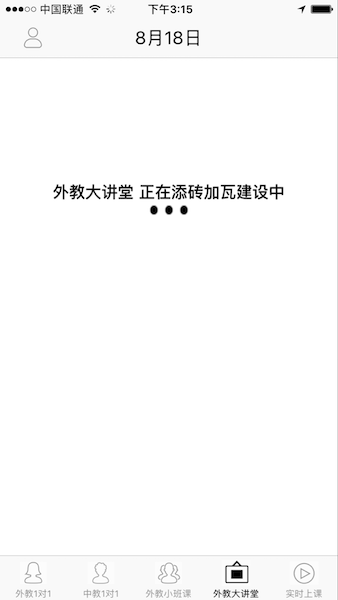 中国联通
下午3:15
8月18日
外教大讲堂 正在添砖加瓦建设中
外教1对1
中教1对1
外教小班课
外教大讲堂
实时上课